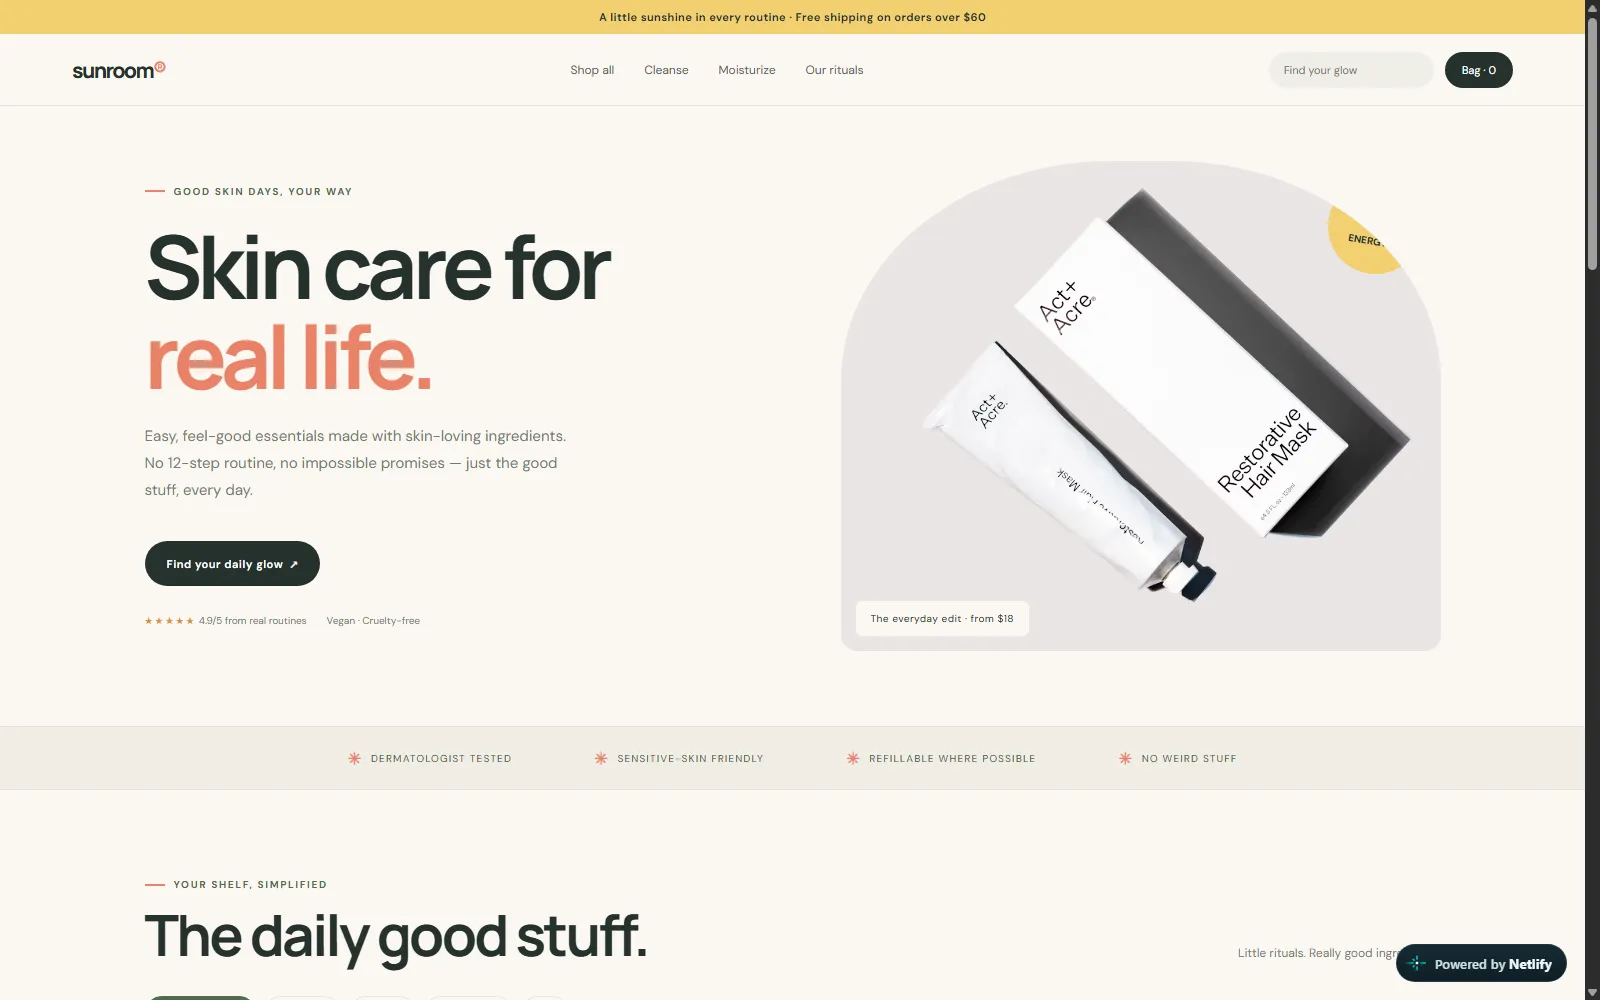 A little sunshine in every routine · Free shipping on orders over $60
sunroom®
Shop all
Cleanse
Moisturize
Our rituals
Find your glow
Bag · 0
GOOD SKIN DAYS, YOUR WAY
Skin care for
real life.
Easy, feel-good essentials made with skin-loving ingredients.
No 12-step routine, no impossible promises — just the good
stuff, every day.
Find your daily glow ↗
★★★★★ 4.9/5 from real routines
Vegan · Cruelty-free
ENERG
Act+
Acre®
Restorative
Hair Mask
Act+
Acre.
Hair Mask
The everyday edit · from $18
DERMATOLOGIST TESTED
SENSITIVE-SKIN FRIENDLY
REFILLABLE WHERE POSSIBLE
NO WEIRD STUFF
YOUR SHELF, SIMPLIFIED
The daily good stuff.
Little rituals. Really good
Powered by Netlify